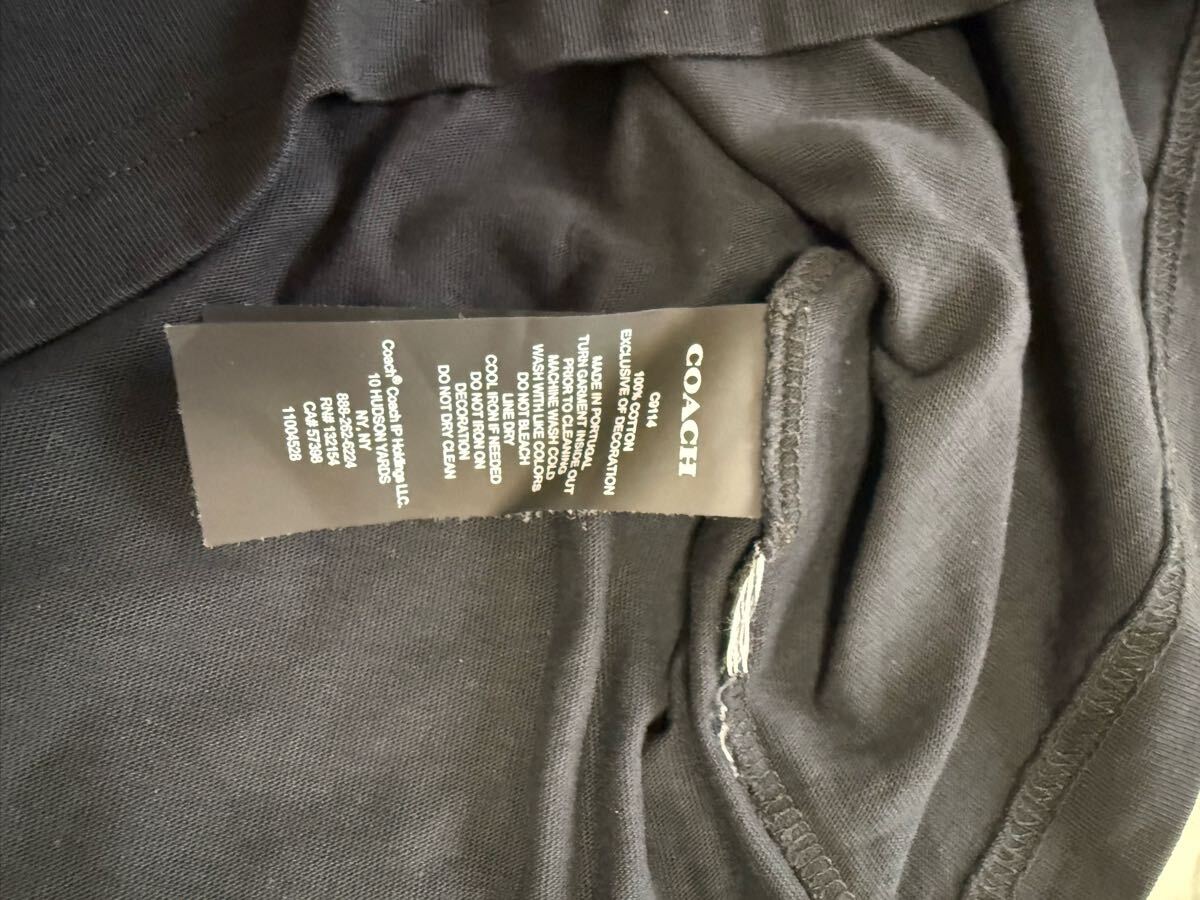 COACH
C9114
100% COTTON
EXCLUSIVE OF DECORATION
MADE IN PORTUGAL
TURN GARMENT INSIDE OUT
PRIOR TO CLEANING
MACHINE WASH COLD
WASH WITH LIKE COLORS
DO NOT BLEACH
LINE DRY
COOL IRON IF NEEDED
DO NOT IRON ON
DECORATION
DO NOT DRY CLEAN
Coach® Coach IP Holdings LLC.
10 HUDSON YARDS
NY, NY
888-262-6224
RN# 132154
CA# 57398
11004528